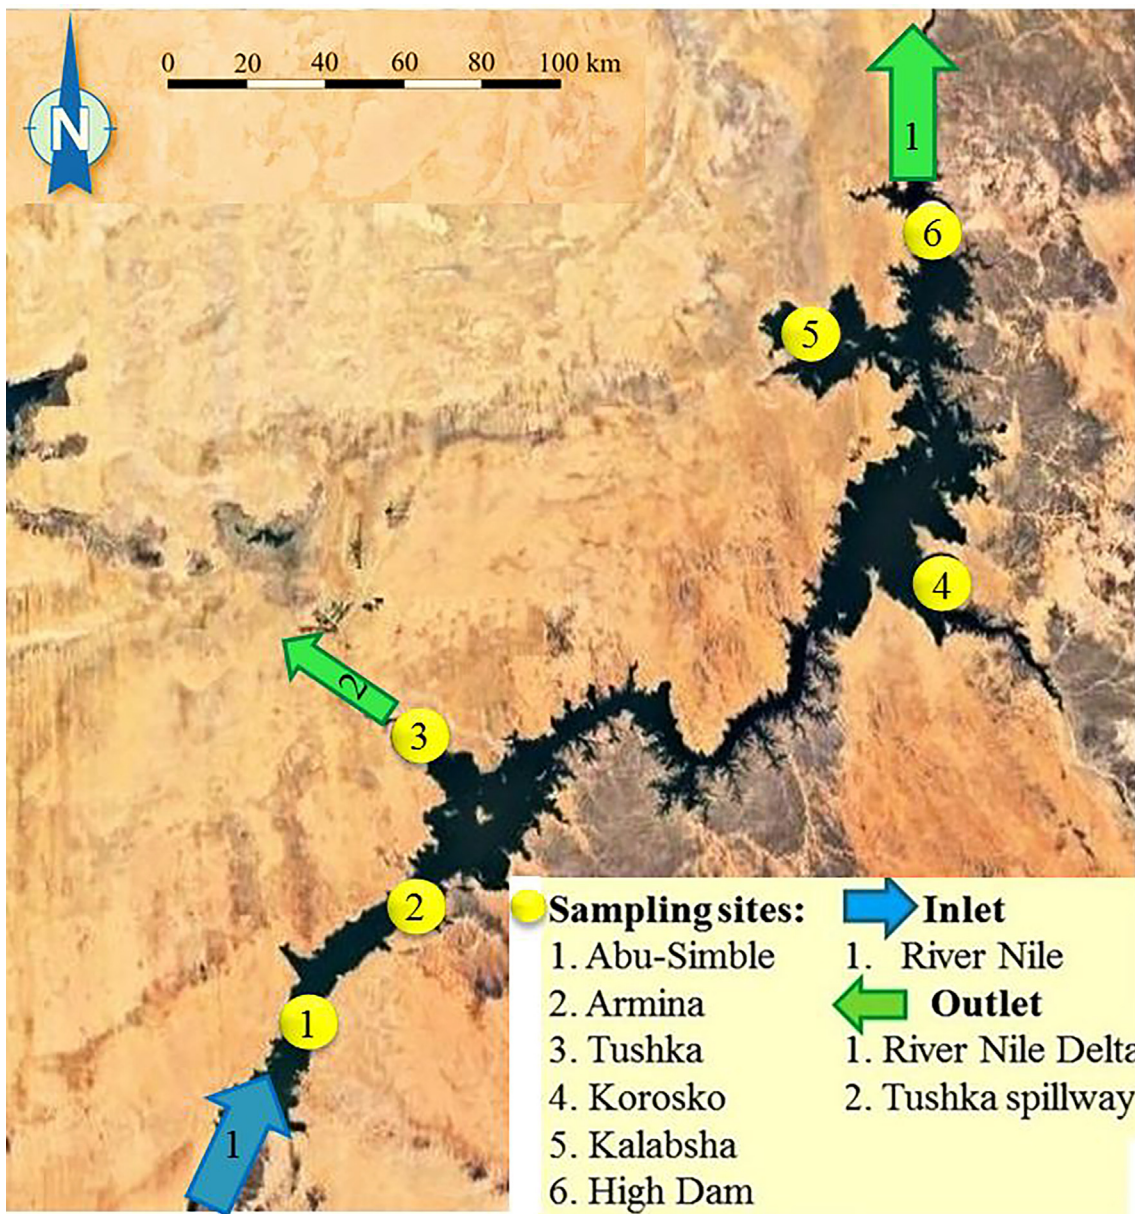 0 20 40 60 80 100 km
N
1
6
5
4
2
3
2
1
1
Sampling sites:
1. Abu-Simble
2. Armina
3. Tushka
4. Korosko
5. Kalabsha
6. High Dam
Inlet
1. River Nile
Outlet
1. River Nile Delta
2. Tushka spillway